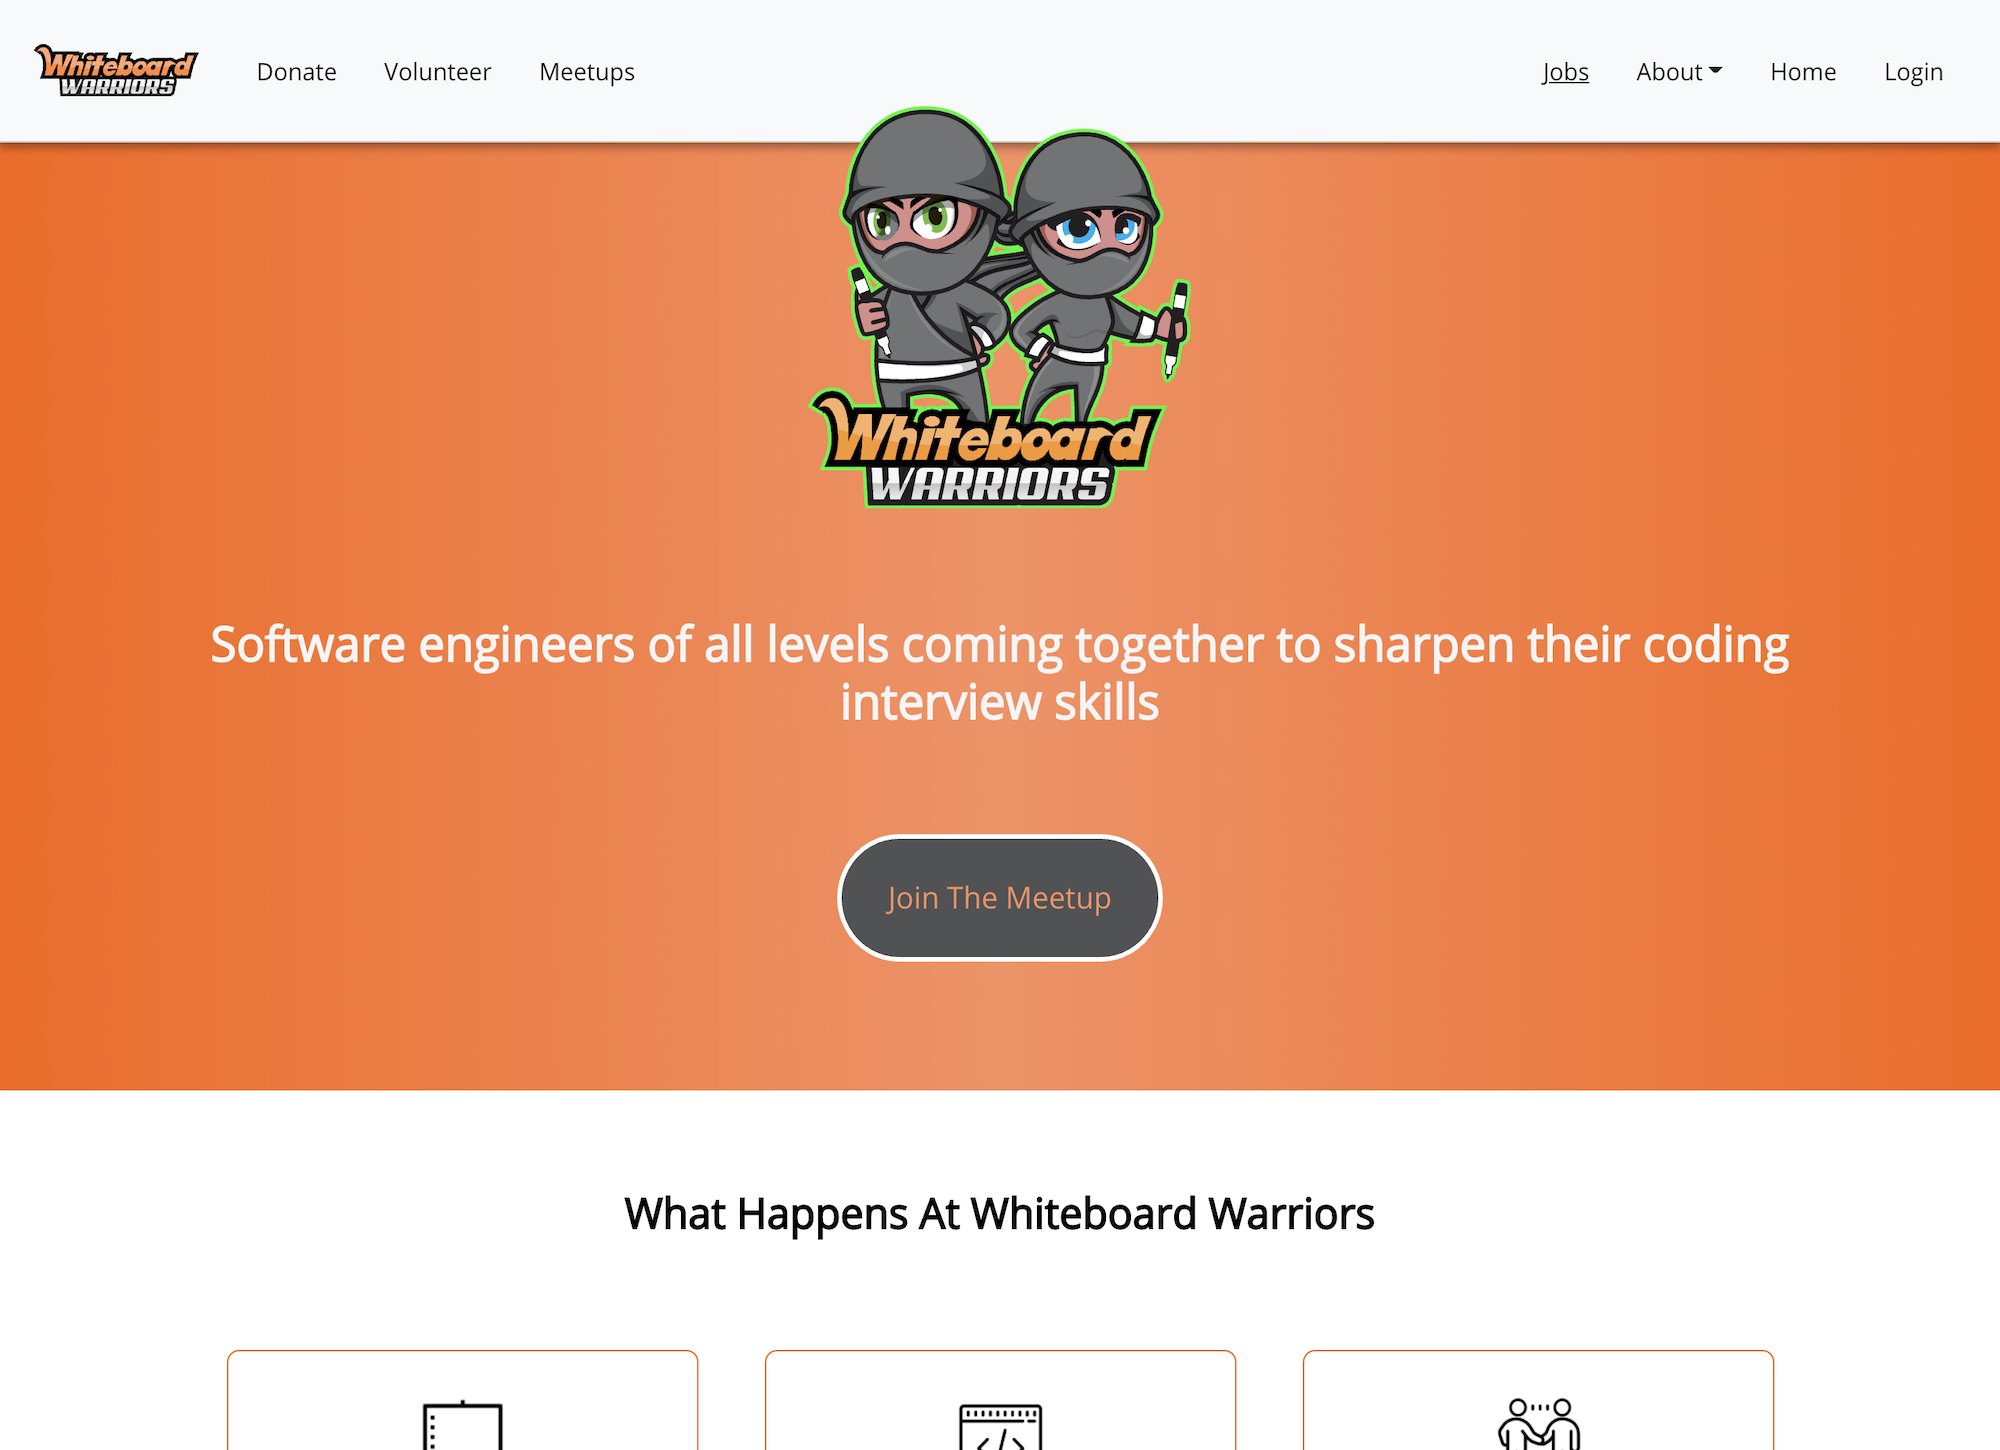 Whiteboard
WARRIORS
Donate Volunteer Meetups Jobs About Home Login
Whiteboard
WARRIORS
Software engineers of all levels coming together to sharpen their coding
interview skills
Join The Meetup
What Happens At Whiteboard Warriors